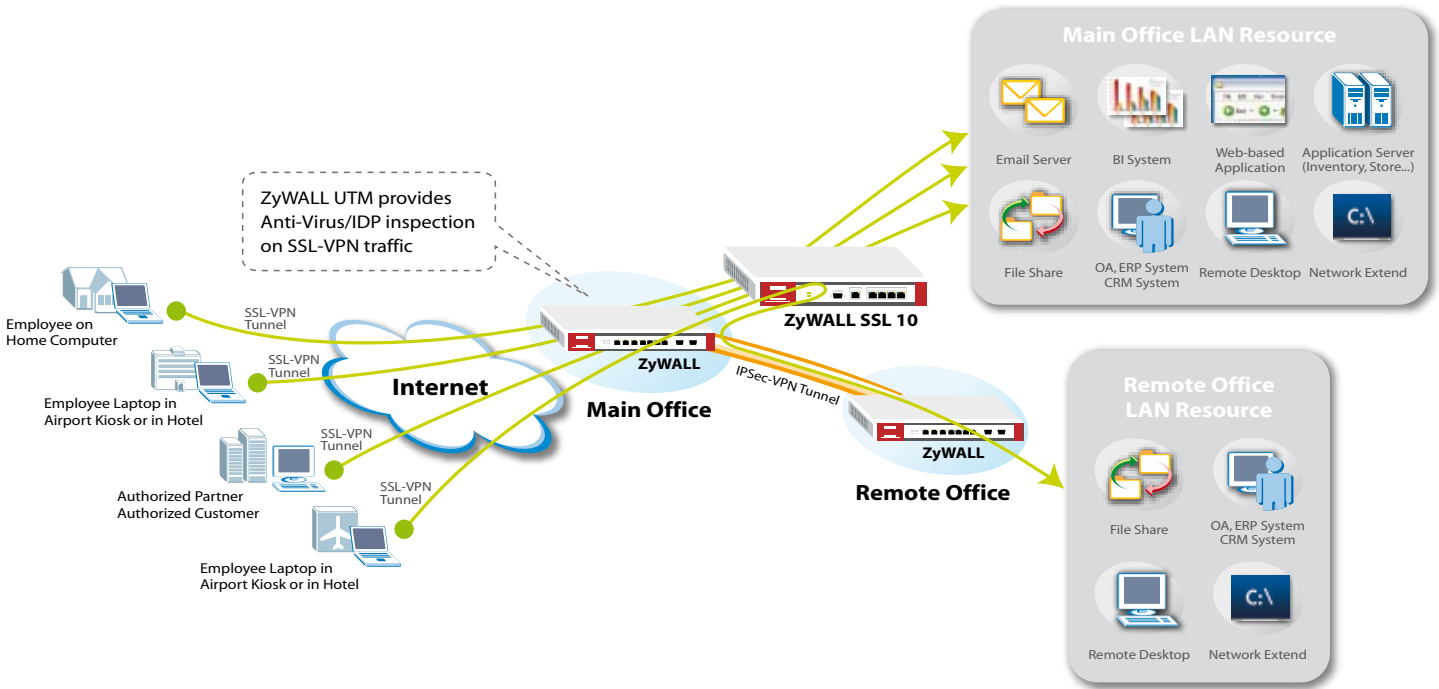 Main Office LAN Resource
Email Server
BI System
Web-based
Application
Application Server
(Inventory, Store...)
File Share
OA, ERP System
CRM System
Remote Desktop
C:\
Network Extend
ZyWALL UTM provides
Anti-Virus/IDP inspection
on SSL-VPN traffic
Employee on
Home Computer
SSL-VPN
Tunnel
Employee Laptop in
Airport Kiosk or in Hotel
SSL-VPN
Tunnel
Authorized Partner
Authorized Customer
SSL-VPN
Tunnel
Employee Laptop in
Airport Kiosk or in Hotel
SSL-VPN
Tunnel
Internet
ZyWALL
Main Office
ZyWALL SSL 10
IPSec-VPN Tunnel
ZyWALL
Remote Office
Remote Office
LAN Resource
File Share
OA, ERP System
CRM System
Remote Desktop
C:\
Network Extend